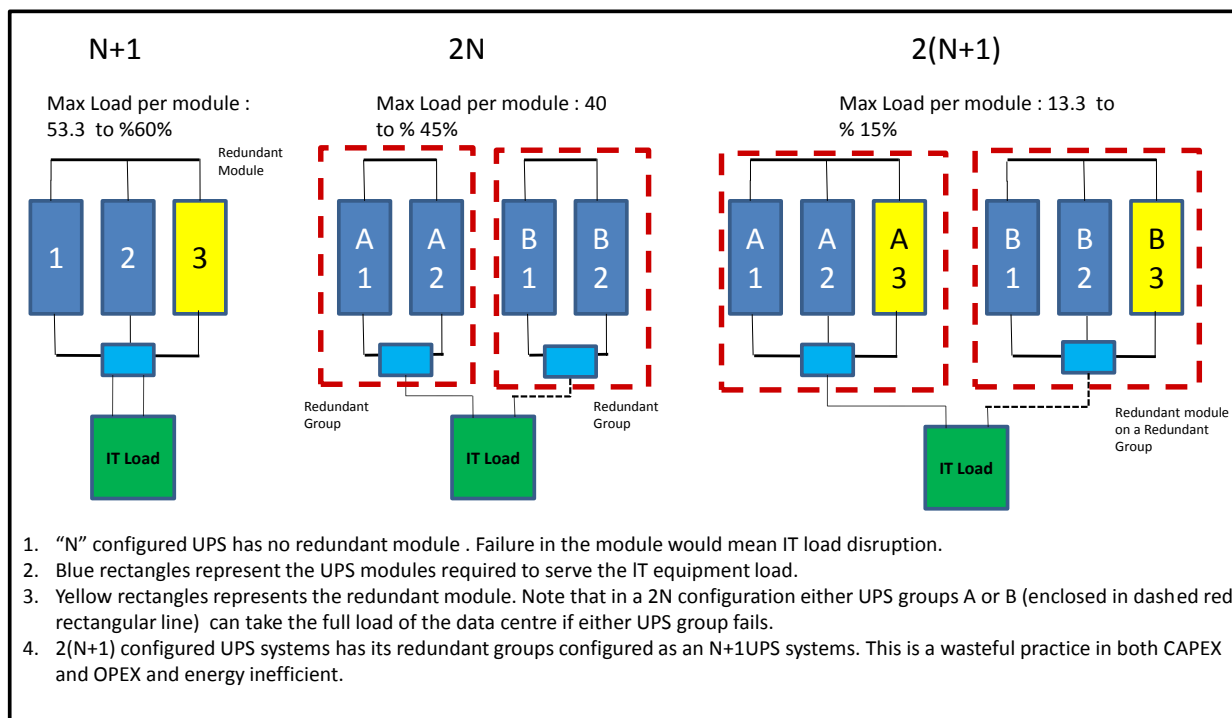 N+1
2N
2(N+1)
Max Load per module :
53.3 to %60%
Max Load per module : 40
to % 45%
Max Load per module : 13.3 to
% 15%
Redundant
Module
1
2
3
A
1
A
2
B
1
B
2
A
1
A
2
A
3
B
1
B
2
B
3
Redundant
Group
Redundant
Group
Redundant module
on a Redundant
Group
IT Load
IT Load
IT Load
1. “N” configured UPS has no redundant module . Failure in the module would mean IT load disruption.
2. Blue rectangles represent the UPS modules required to serve the IT equipment load.
3. Yellow rectangles represents the redundant module. Note that in a 2N configuration either UPS groups A or B (enclosed in dashed red
rectangular line) can take the full load of the data centre if either UPS group fails.
4. 2(N+1) configured UPS systems has its redundant groups configured as an N+1UPS systems. This is a wasteful practice in both CAPEX
and OPEX and energy inefficient.